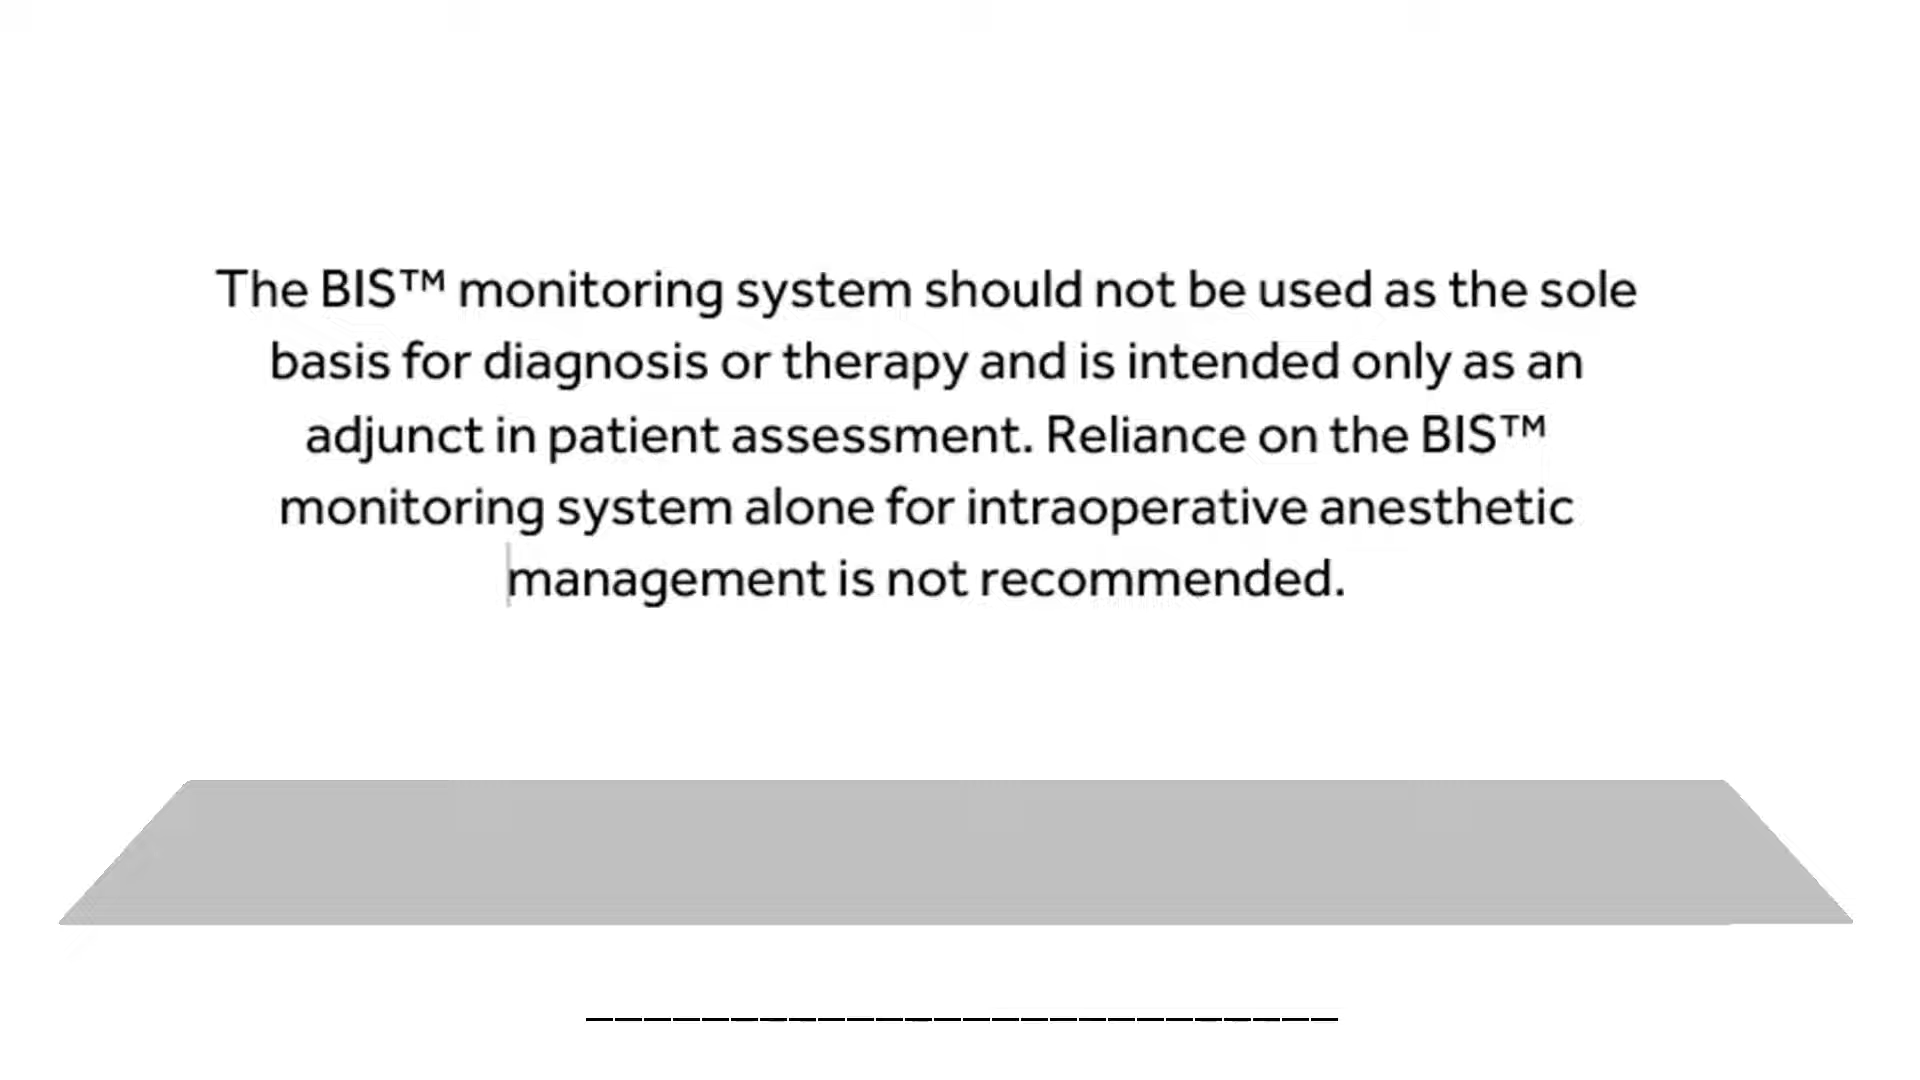 The BIS™ monitoring system should not be used as the sole
basis for diagnosis or therapy and is intended only as an
adjunct in patient assessment. Reliance on the BIS™
monitoring system alone for intraoperative anesthetic
management is not recommended.